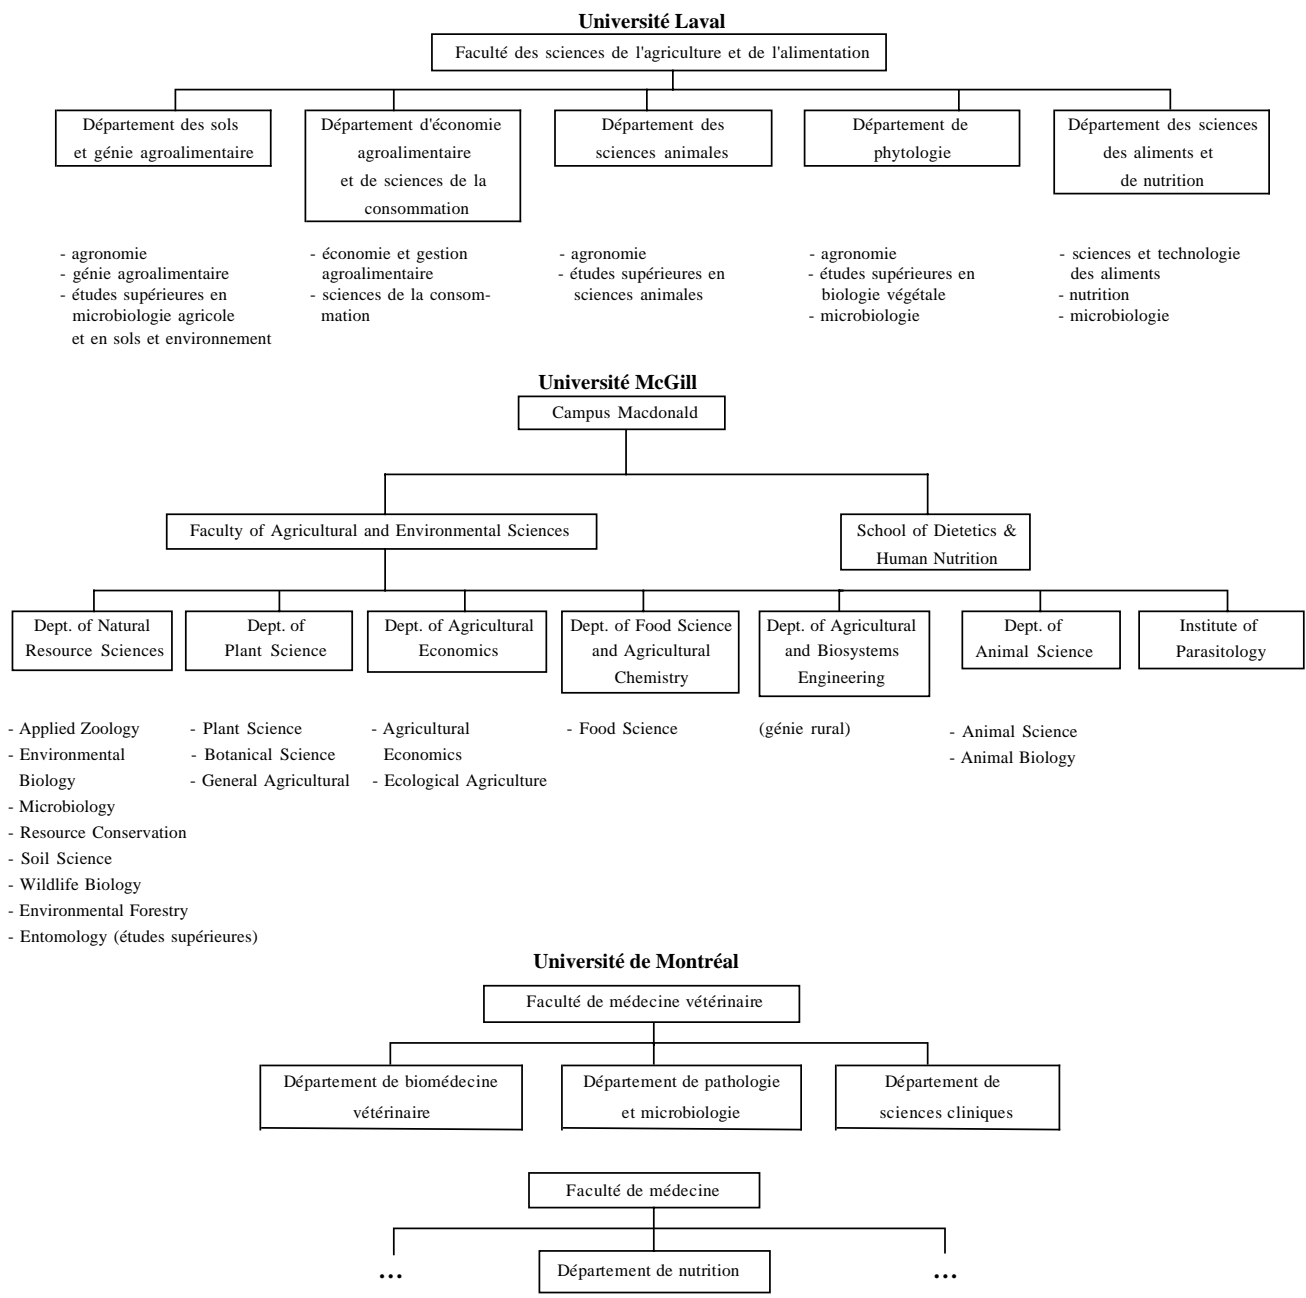 Université Laval
Faculté des sciences de l'agriculture et de l'alimentation
Département des sols
et génie agroalimentaire
Département d'économie
agroalimentaire
et de sciences de la
consommation
Département des
sciences animales
Département de
phytologie
Département des sciences
des aliments et
de nutrition
- agronomie
- génie agroalimentaire
- études supérieures en
microbiologie agricole
et en sols et environnement
- économie et gestion
agroalimentaire
- sciences de la consom-
mation
- agronomie
- études supérieures en
sciences animales
- agronomie
- études supérieures en
biologie végétale
- microbiologie
- sciences et technologie
des aliments
- nutrition
- microbiologie
Université McGill
Campus Macdonald
Faculty of Agricultural and Environmental Sciences
School of Dietetics &
Human Nutrition
Dept. of Natural
Resource Sciences
Dept. of
Plant Science
Dept. of Agricultural
Economics
Dept. of Food Science
and Agricultural
Chemistry
Dept. of Agricultural
and Biosystems
Engineering
Dept. of
Animal Science
Institute of
Parasitology
- Applied Zoology
- Environmental
Biology
- Microbiology
- Resource Conservation
- Soil Science
- Wildlife Biology
- Environmental Forestry
- Entomology (études supérieures)
- Plant Science
- Botanical Science
- General Agricultural
- Agricultural
Economics
- Ecological Agriculture
- Food Science
(génie rural)
- Animal Science
- Animal Biology
Université de Montréal
Faculté de médecine vétérinaire
Département de biomédecine
vétérinaire
Département de pathologie
et microbiologie
Département de
sciences cliniques
Faculté de médecine
...
Département de nutrition
...